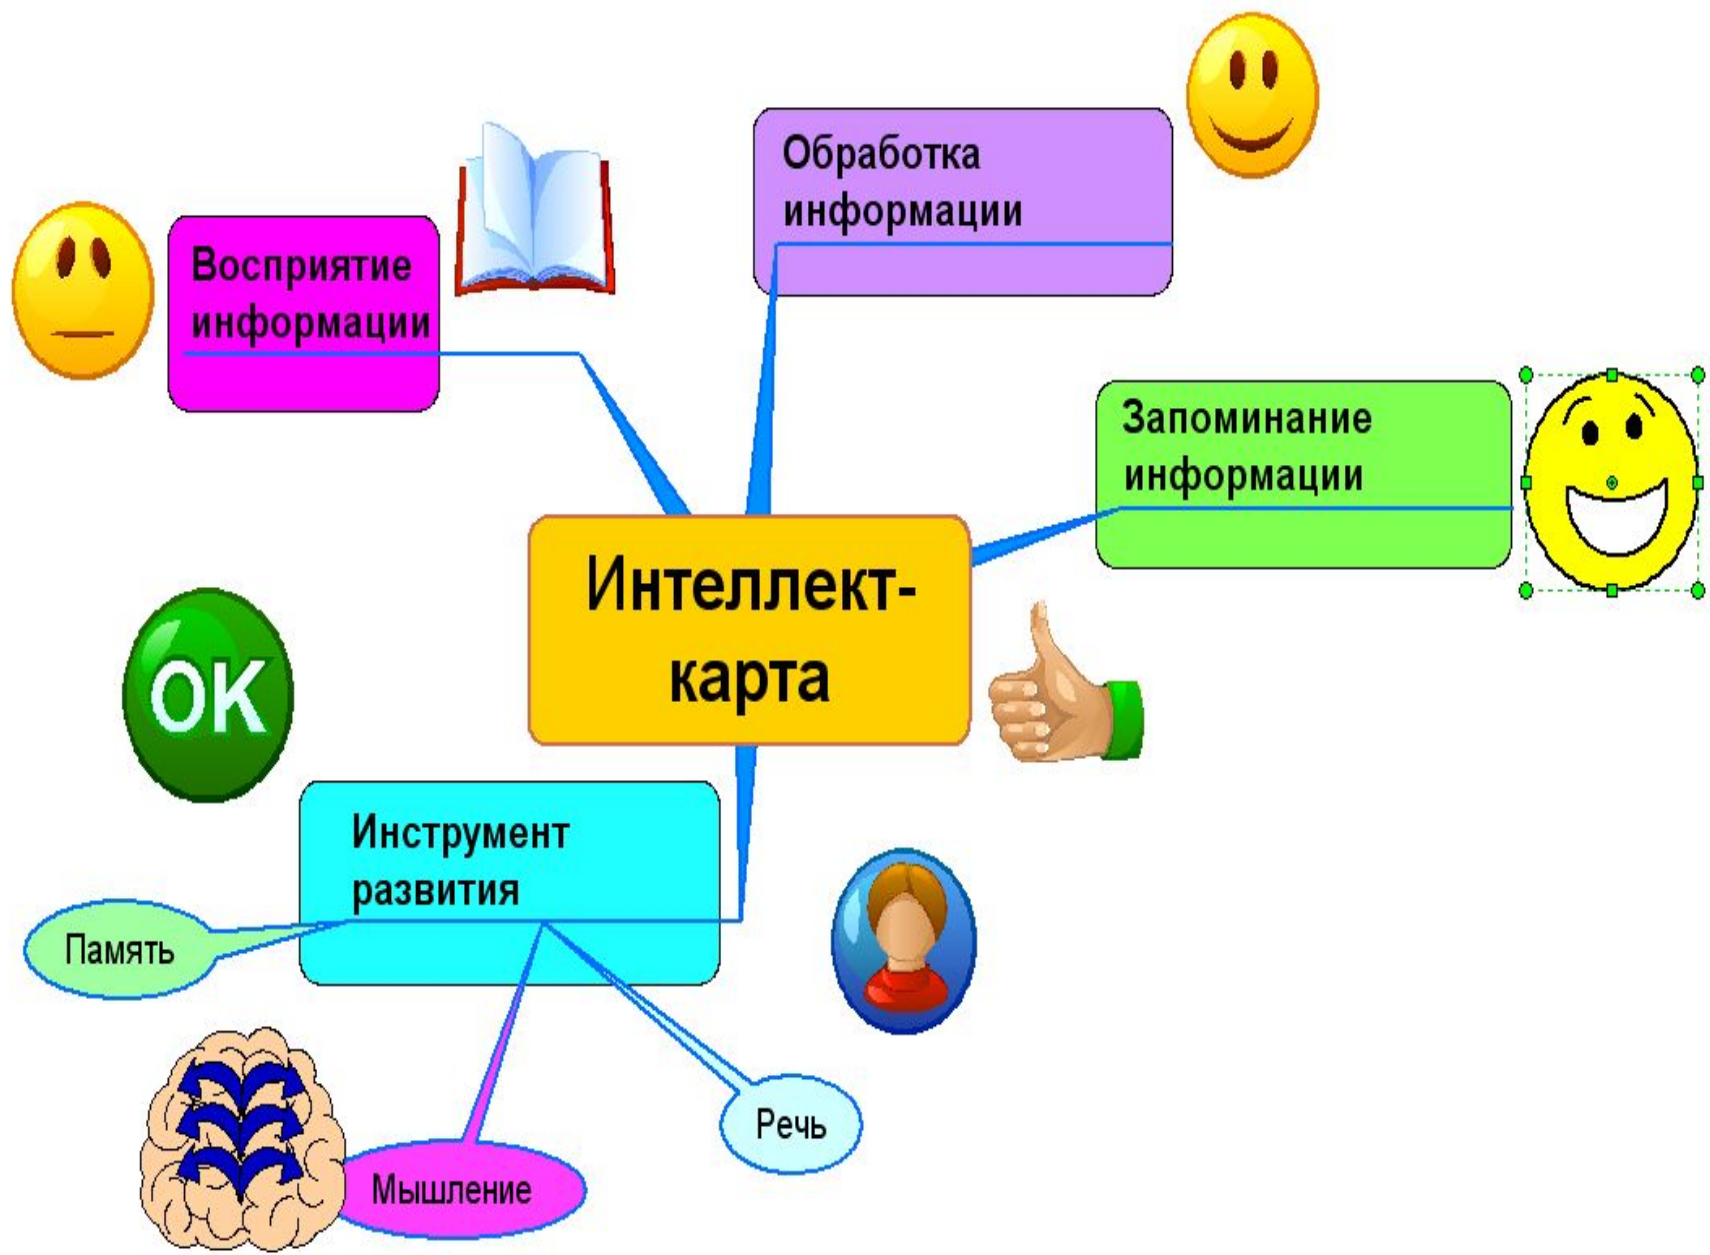 Обработка
информации
Восприятие
информации
Запоминание
информации
Интеллект-
карта
OK
Инструмент
развития
Память
Речь
Мышление